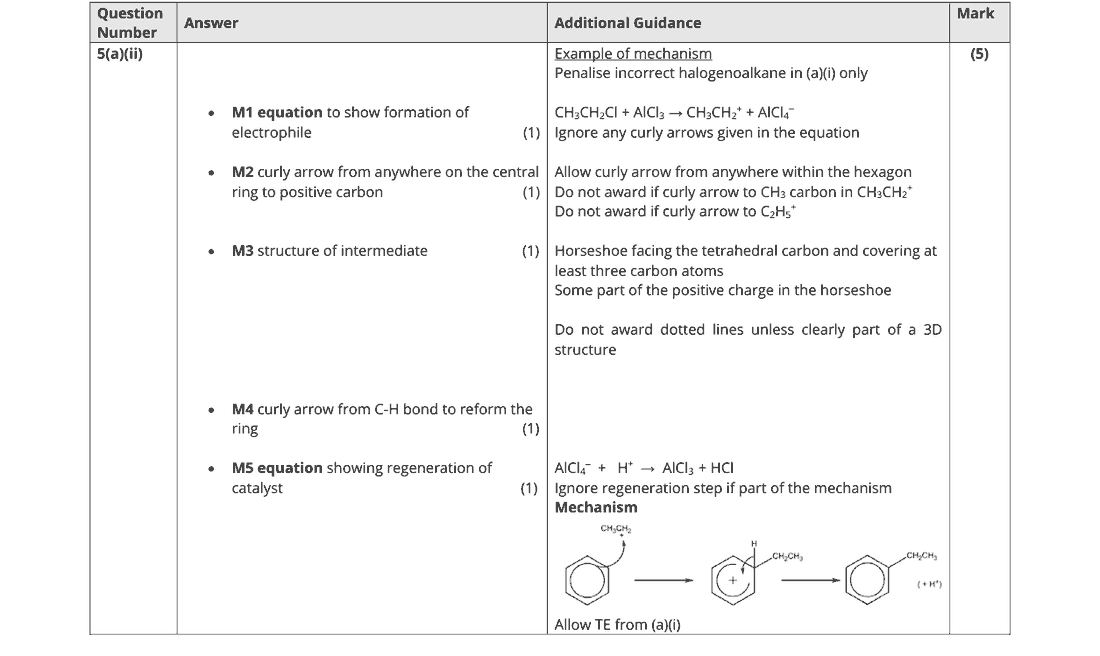 Question Number
Answer
Additional Guidance
Mark
5(a)(ii)
(5)
Example of mechanism
Penalise incorrect halogenoalkane in (a)(i) only
• M1 equation to show formation of
electrophile (1)
CH₃CH₂Cl + AlCl₃ → CH₃CH₂⁺ + AlCl₄⁻
Ignore any curly arrows given in the equation
• M2 curly arrow from anywhere on the central
ring to positive carbon (1)
Allow curly arrow from anywhere within the hexagon
Do not award if curly arrow to CH₃ carbon in CH₃CH₂⁺
Do not award if curly arrow to C₂H₅⁺
• M3 structure of intermediate (1)
Horseshoe facing the tetrahedral carbon and covering at
least three carbon atoms
Some part of the positive charge in the horseshoe
Do not award dotted lines unless clearly part of a 3D
structure
• M4 curly arrow from C-H bond to reform the
ring (1)
• M5 equation showing regeneration of
catalyst (1)
AlCl₄⁻ + H⁺ → AlCl₃ + HCl
Ignore regeneration step if part of the mechanism
Mechanism
CH₃CH₂
+
H
CH₂CH₃
+
CH₂CH₃
( + H⁺)
Allow TE from (a)(i)